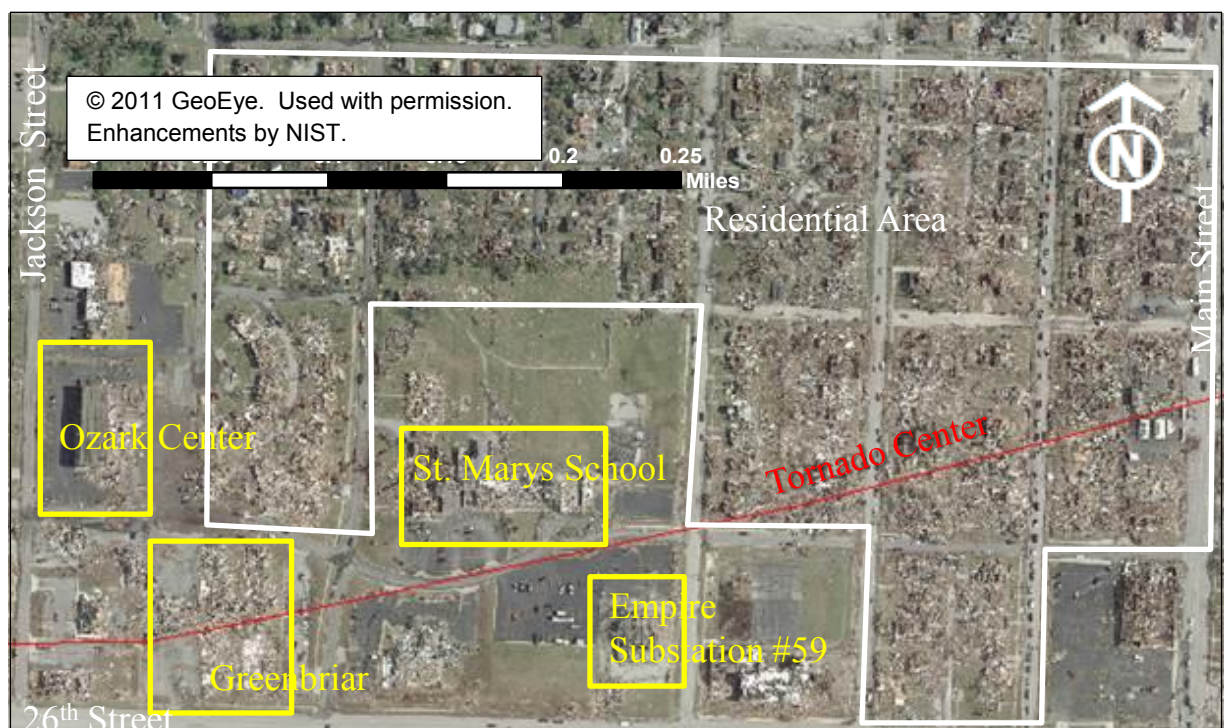 © 2011 GeoEye. Used with permission.
Enhancements by NIST.
0.2 0.25
Miles
N
Jackson Street
Residential Area
Main Street
Ozark Center
St. Marys School
Tornado Center
Empire
Substation #59
Greenbriar
26th Street